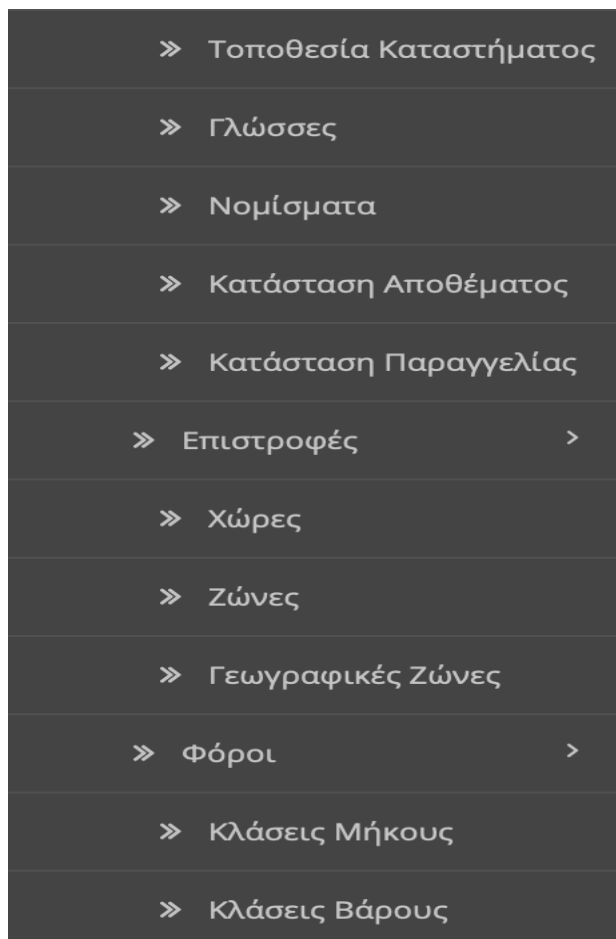 Τοποθεσία Καταστήματος
Γλώσσες
Νομίσματα
Κατάσταση Αποθέματος
Κατάσταση Παραγγελίας
Επιστροφές
Χώρες
Ζώνες
Γεωγραφικές Ζώνες
Φόροι
Κλάσεις Μήκους
Κλάσεις Βάρους